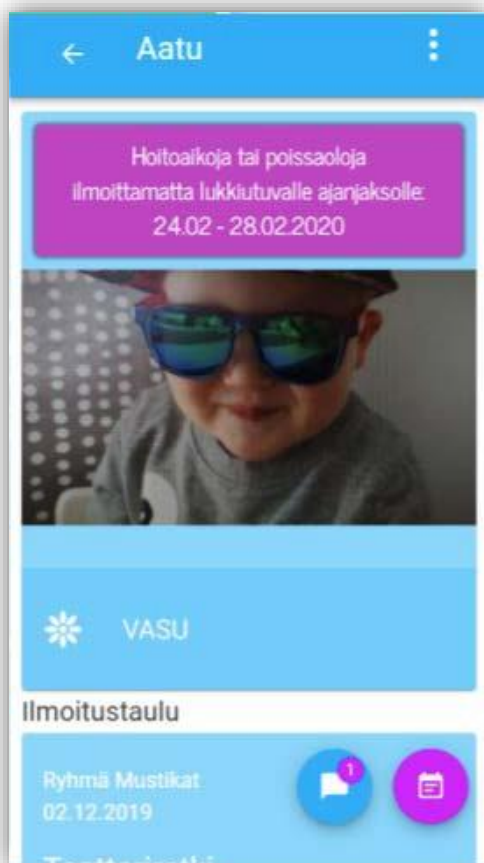 Aatu
Hoitoaikoja tai poissaoloja
ilmoittamatta lukkiutuvalle ajanjaksolle:
24.02 - 28.02.2020
VASU
Ilmoitustaulu
1
Ryhmä Mustikat
02.12.2019